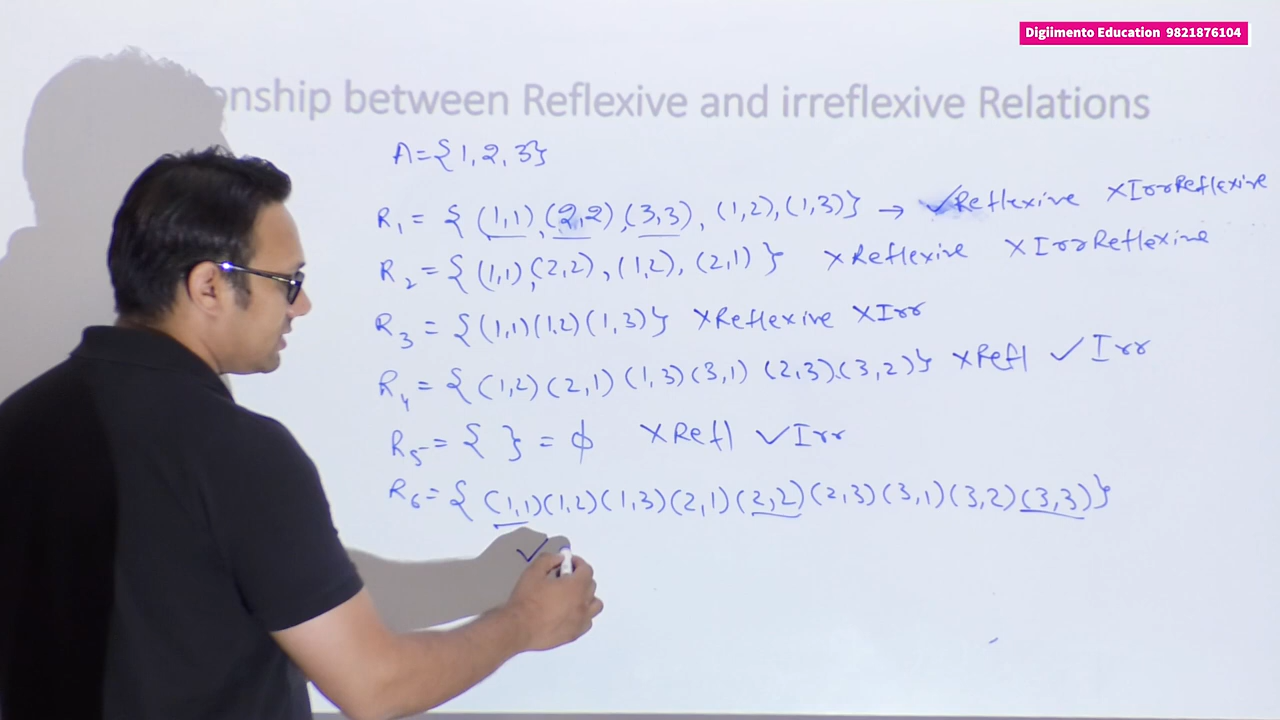 Digiimento Education 9821876104
onship between Reflexive and irreflexive Relations
A={1,2,3}
R1 = { (1,1),(2,2),(3,3), (1,2),(1,3)} → ✓Reflexive ×IrrReflexive
R2 = {(1,1),(2,2),(1,2),(2,1)} ×Reflexive ×IrrReflexive
R3 = {(1,1)(1,2)(1,3)} ×Reflexive ×Irr
R4 = {(1,2)(2,1)(1,3)(3,1)(2,3)(3,2)} ×Refl ✓Irr
R5 = { } = ϕ ×Refl ✓Irr
R6 = { (1,1)(1,2)(1,3)(2,1)(2,2)(2,3)(3,1)(3,2)(3,3)}
✓